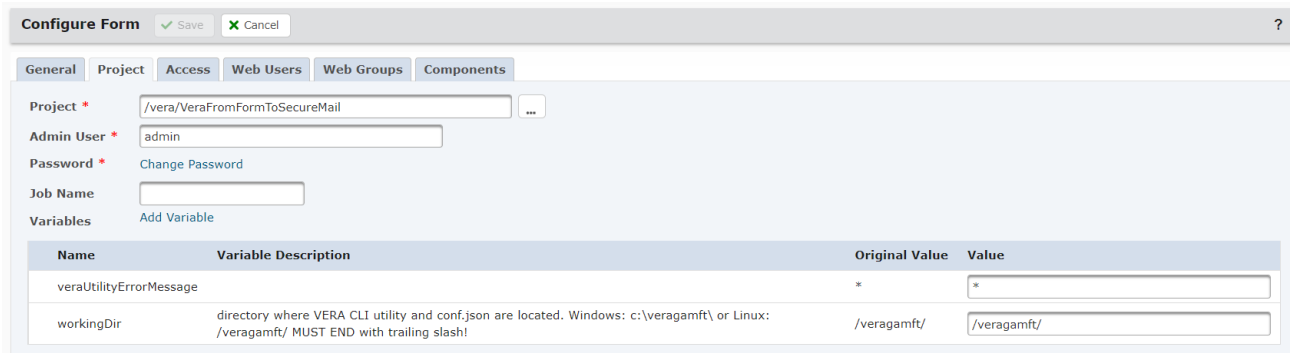 Configure Form Save Cancel ?
General Project Access Web Users Web Groups Components
Project * /vera/VeraFromFormToSecureMail ...
Admin User * admin
Password * Change Password
Job Name
Variables Add Variable
Name Variable Description Original Value Value
veraUtilityErrorMessage * *
workingDir directory where VERA CLI utility and conf.json are located. Windows: c:\veragamft\ or Linux: /veragamft/ /veragamft/
/veragamft/ MUST END with trailing slash!